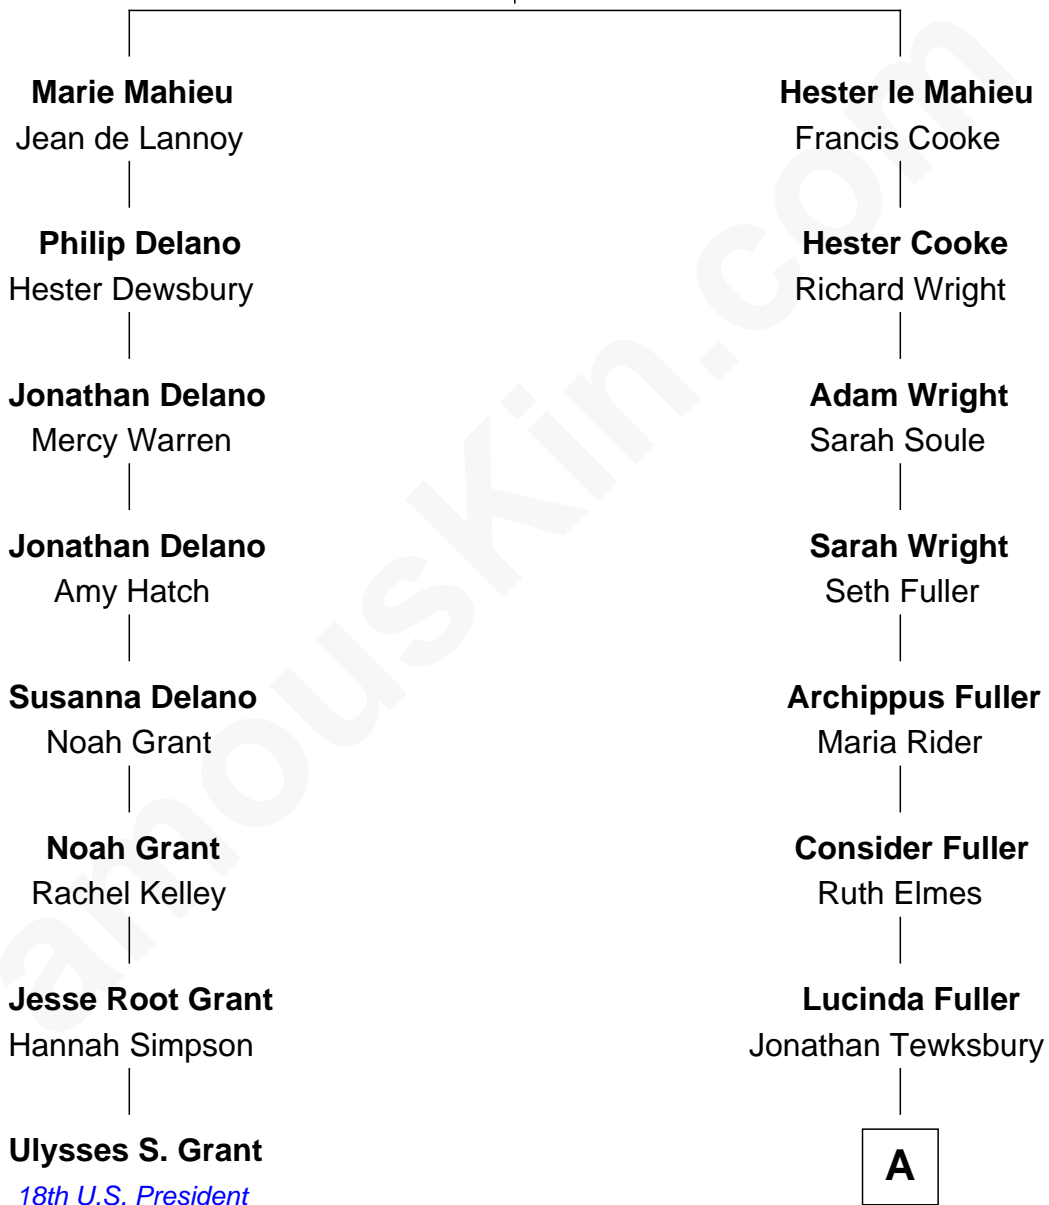 Marie Mahieu
Jean de Lannoy
Philip Delano
Hester Dewsbury
Jonathan Delano
Mercy Warren
Jonathan Delano
Amy Hatch
Susanna Delano
Noah Grant
Noah Grant
Rachel Kelley
Jesse Root Grant
Hannah Simpson
Ulysses S. Grant
18th U.S. President
Hester le Mahieu
Francis Cooke
Hester Cooke
Richard Wright
Adam Wright
Sarah Soule
Sarah Wright
Seth Fuller
Archippus Fuller
Maria Rider
Consider Fuller
Ruth Elmes
Lucinda Fuller
Jonathan Tewksbury
A
amouskin.com